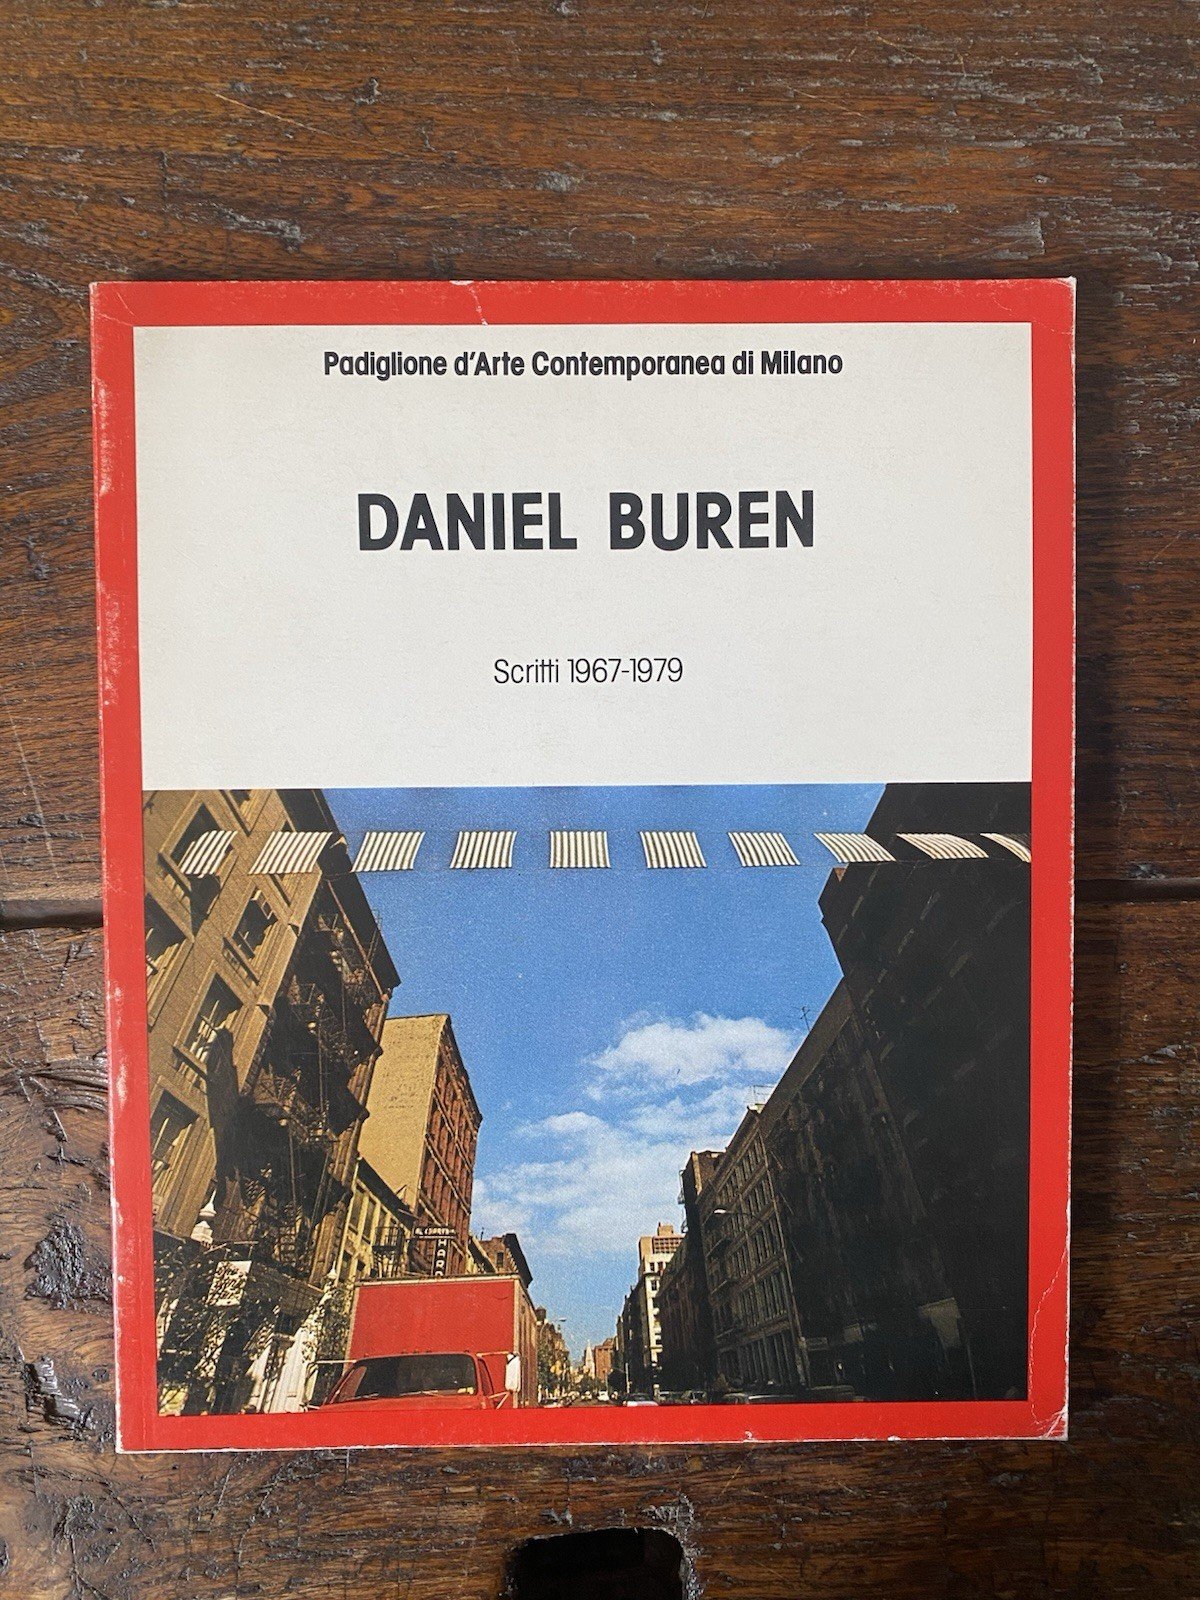 Padiglione d'Arte Contemporanea di Milano
DANIEL BUREN
Scritti 1967-1979